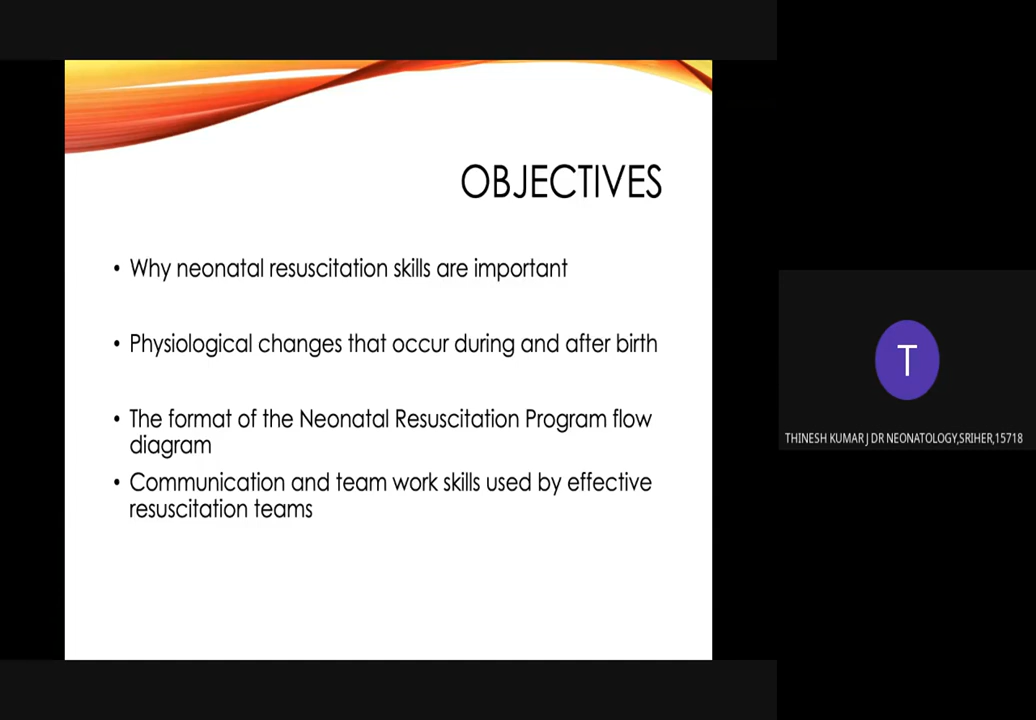 OBJECTIVES
• Why neonatal resuscitation skills are important
• Physiological changes that occur during and after birth
• The format of the Neonatal Resuscitation Program flow
diagram
• Communication and team work skills used by effective
resuscitation teams
T
THINESH KUMAR J DR NEONATOLOGY,SRIHER,15718